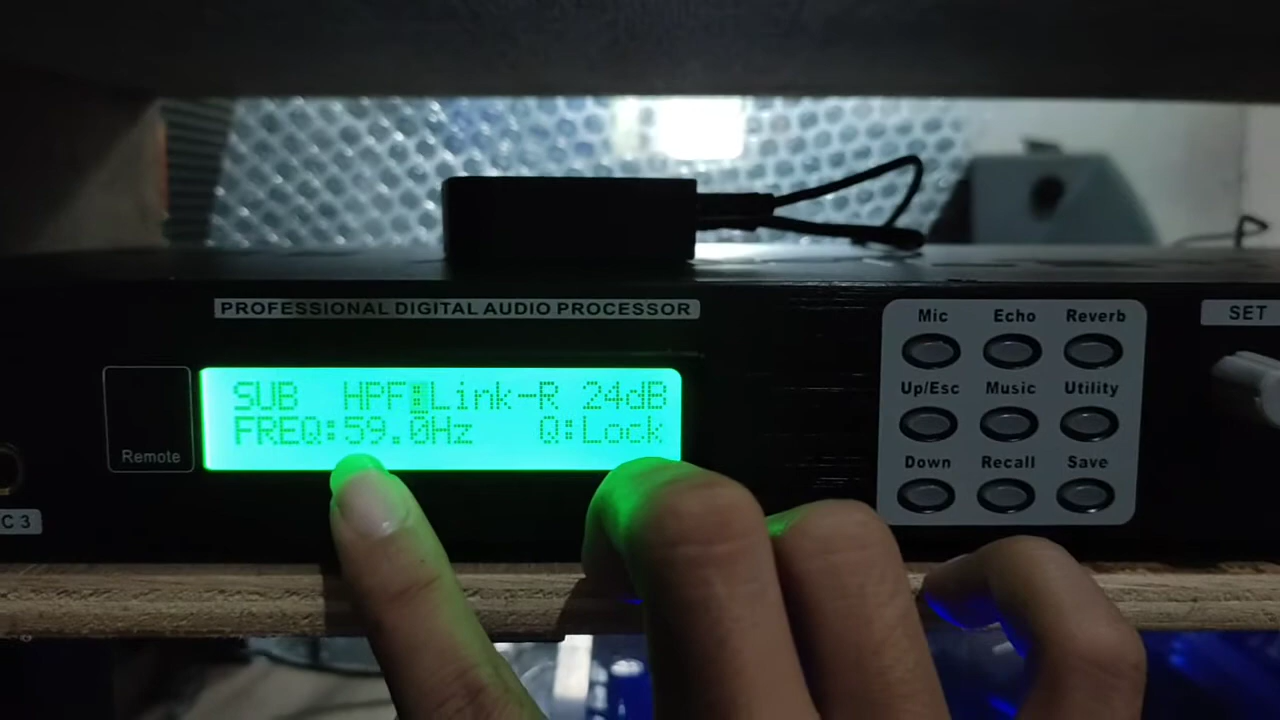 PROFESSIONAL DIGITAL AUDIO PROCESSOR
SUB HPF:Link-R 24dB
FREQ:59.0Hz Q:Lock
Remote
C 3
Mic Echo Reverb
Up/Esc Music Utility
Down Recall Save
SET